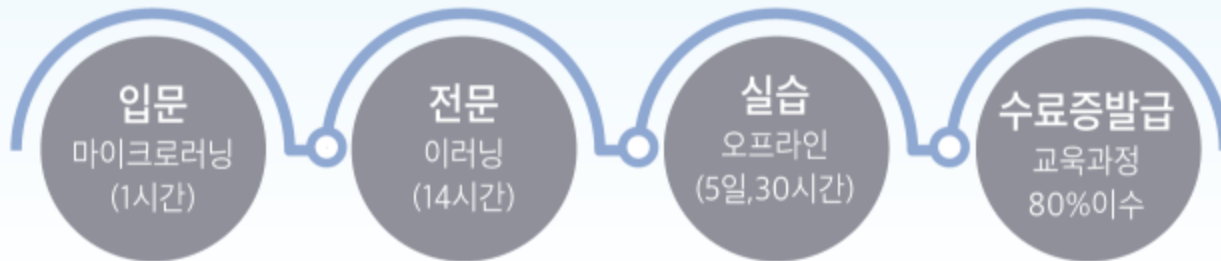 입문
마이크로러닝
(1시간)
전문
이러닝
(14시간)
실습
오프라인
(5일,30시간)
수료증발급
교육과정
80%이수